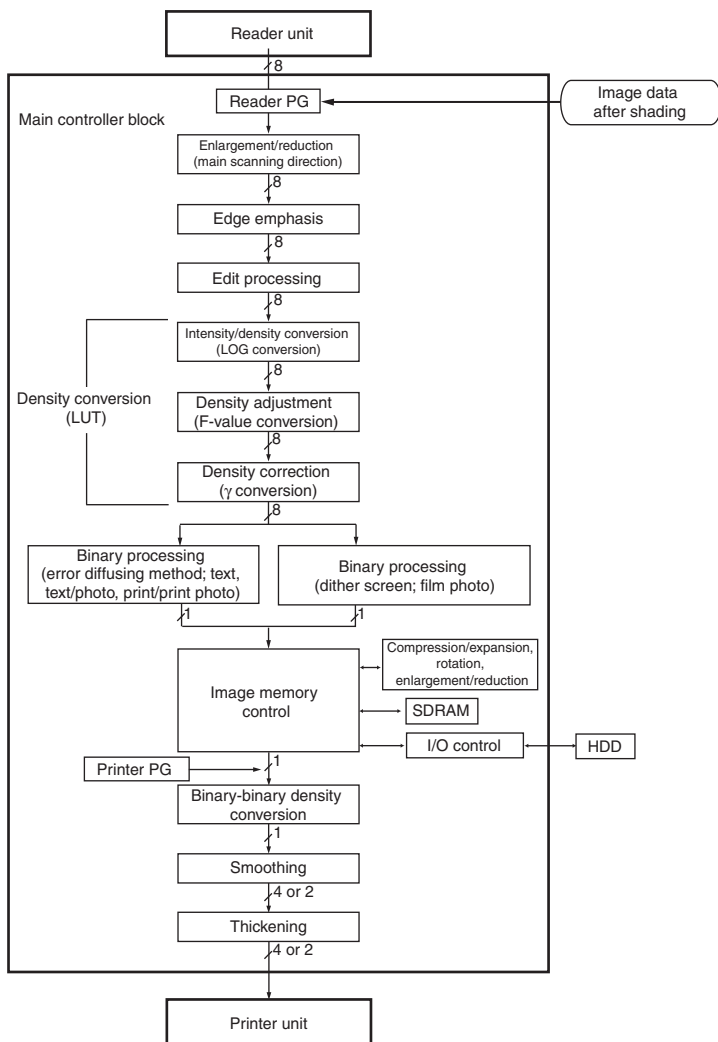 Reader unit
8
Reader PG
Image data
after shading
Main controller block
Enlargement/reduction
(main scanning direction)
8
Edge emphasis
8
Edit processing
8
Intensity/density conversion
(LOG conversion)
8
Density conversion
(LUT)
Density adjustment
(F-value conversion)
8
Density correction
(γ conversion)
8
Binary processing
(error diffusing method; text,
text/photo, print/print photo)
Binary processing
(dither screen; film photo)
1
1
Image memory
control
Compression/expansion,
rotation,
enlargement/reduction
SDRAM
I/O control
HDD
Printer PG
1
Binary-binary density
conversion
1
Smoothing
4 or 2
Thickening
4 or 2
Printer unit